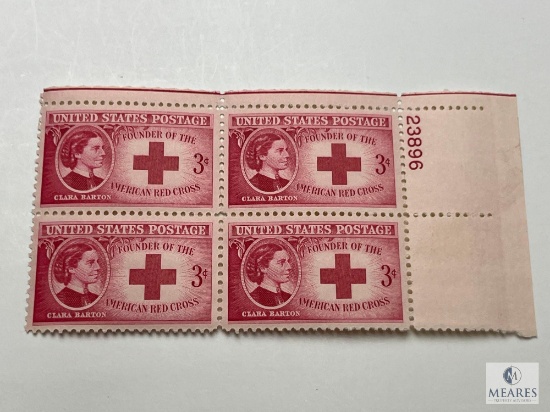 UNITED STATES POSTAGE
FOUNDER OF THE
3¢
AMERICAN RED CROSS
CLARA BARTON
UNITED STATES POSTAGE
FOUNDER OF THE
3¢
AMERICAN RED CROSS
CLARA BARTON
23896
UNITED STATES POSTAGE
FOUNDER OF THE
3¢
AMERICAN RED CROSS
CLARA BARTON
UNITED STATES POSTAGE
FOUNDER OF THE
3¢
AMERICAN RED CROSS
CLARA BARTON
MEARES